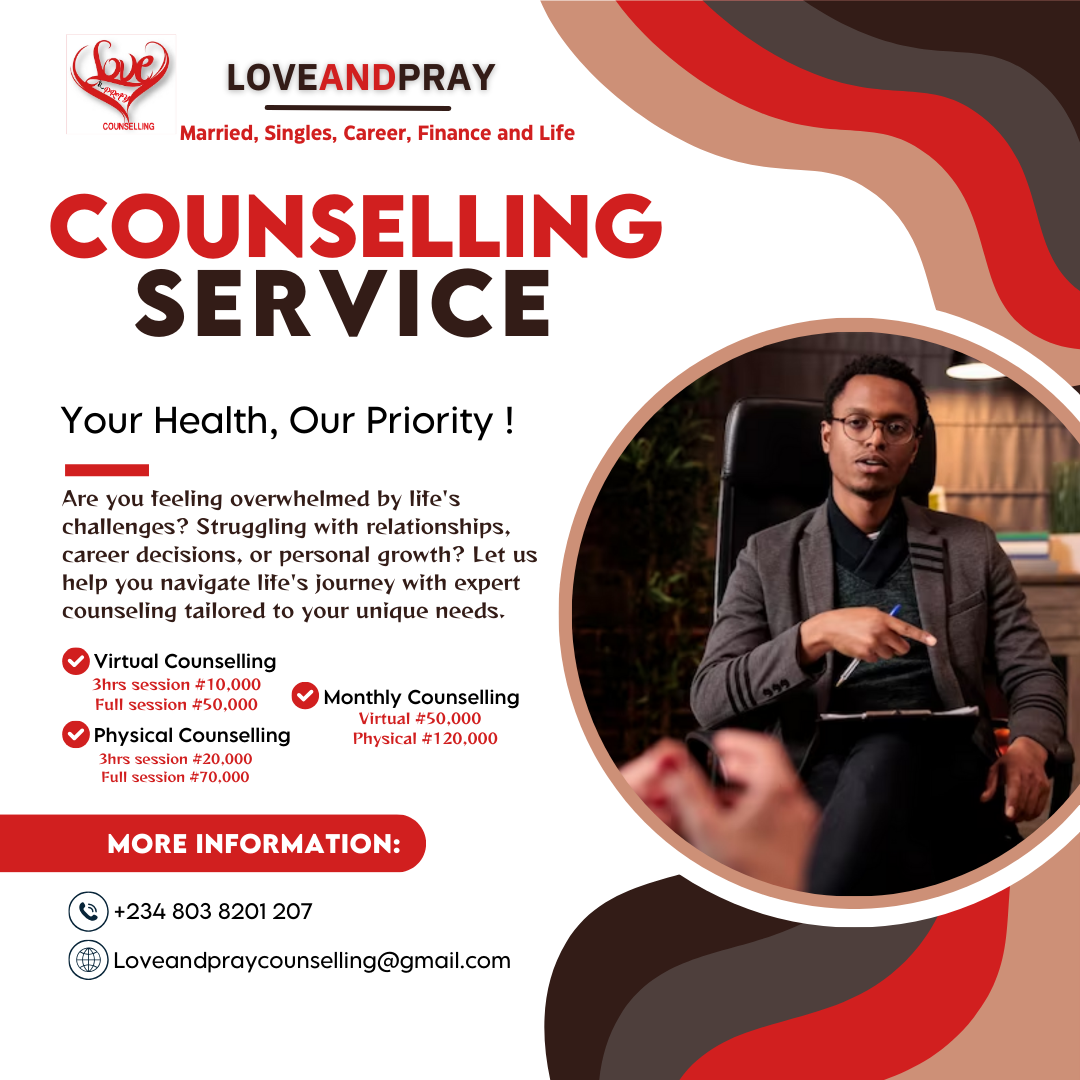 Love
COUNSELLING
LOVEANDPRAY
Married, Singles, Career, Finance and Life
COUNSELLING
SERVICE
Your Health, Our Priority !
Are you feeling overwhelmed by life's
challenges? Struggling with relationships,
career decisions, or personal growth? Let us
help you navigate life's journey with expert
counseling tailored to your unique needs.
Virtual Counselling
3hrs session #10,000
Full session #50,000
Physical Counselling
3hrs session #20,000
Full session #70,000
Monthly Counselling
Virtual #50,000
Physical #120,000
MORE INFORMATION:
+234 803 8201 207
Loveandpraycounselling@gmail.com